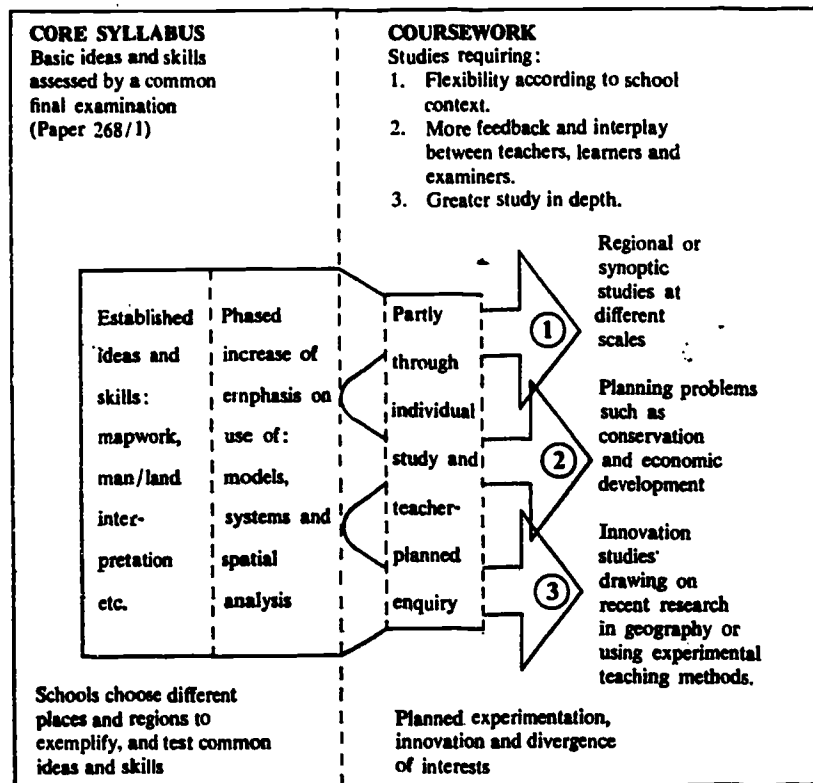 CORE SYLLABUS
Basic ideas and skills
assessed by a common
final examination
(Paper 268/1)
COURSEWORK
Studies requiring:
1. Flexibility according to school
context.
2. More feedback and interplay
between teachers, learners and
examiners.
3. Greater study in depth.
Established
ideas and
skills:
mapwork,
man/land
inter-
pretation
etc.
Phased
increase of
emphasis on
use of:
models,
systems and
spatial
analysis
Partly
through
individual
study and
teacher-
planned
enquiry
1
Regional or
synoptic
studies at
different
scales
2
Planning problems
such as
conservation
and economic
development
3
Innovation
studies
drawing on
recent research
in geography or
using experimental
teaching methods.
Schools choose different
places and regions to
exemplify, and test common
ideas and skills
Planned experimentation,
innovation and divergence
of interests